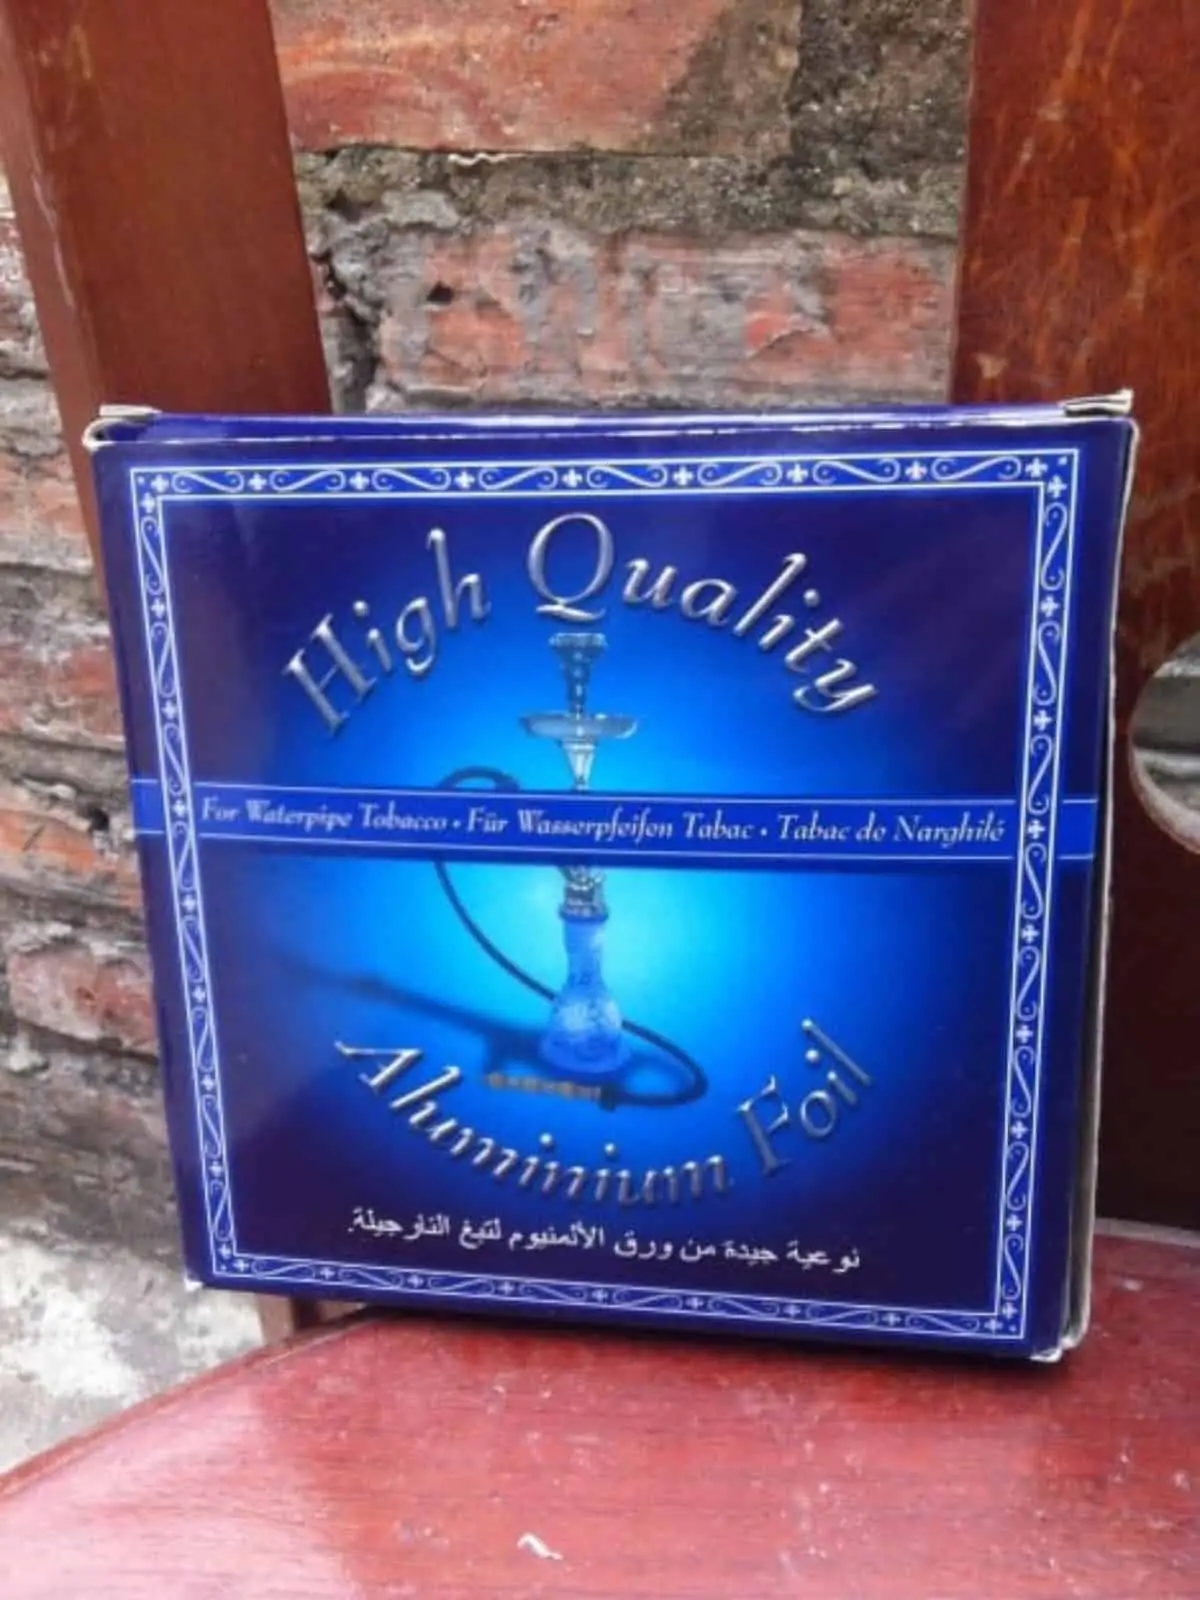 High Quality
For Waterpipe Tobacco • Für Wasserpfeifen Tabac • Tabac de Narghilé
Aluminium Foil
نوعية جيدة من ورق الألمنيوم لتبغ النارجيلة.